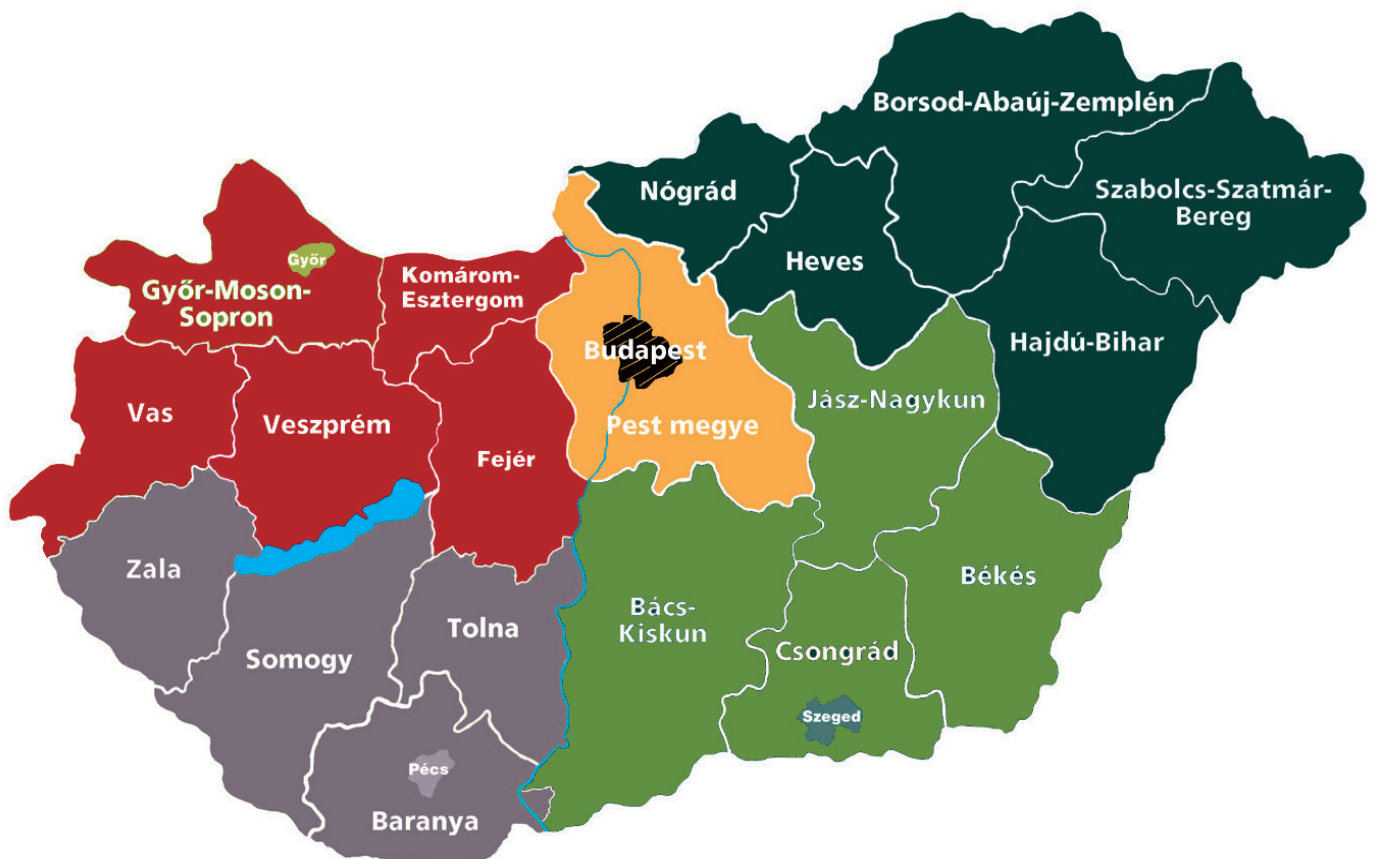 Borsod-Abaúj-Zemplén
Nógrád
Szabolcs-Szatmár-
Bereg
Heves
Győr
Győr-Moson-
Sopron
Komárom-
Esztergom
Hajdú-Bihar
Budapest
Jász-Nagykun
Vas
Veszprém
Pest megye
Fejér
Zala
Békés
Bács-
Kiskun
Tolna
Somogy
Csongrád
Szeged
Pécs
Baranya